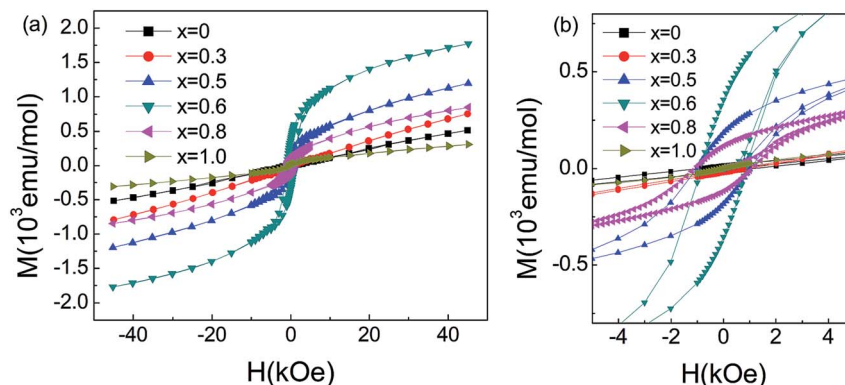 (a)
2.0
1.5
1.0
0.5
0.0
-0.5
-1.0
-1.5
-2.0
M(10³emu/mol)
x=0
x=0.3
x=0.5
x=0.6
x=0.8
x=1.0
-40 -20 0 20 40
H(kOe)
(b)
0.5
0.0
-0.5
M(10³emu/mol)
x=0
x=0.3
x=0.5
x=0.6
x=0.8
x=1.0
-4 -2 0 2 4
H(kOe)